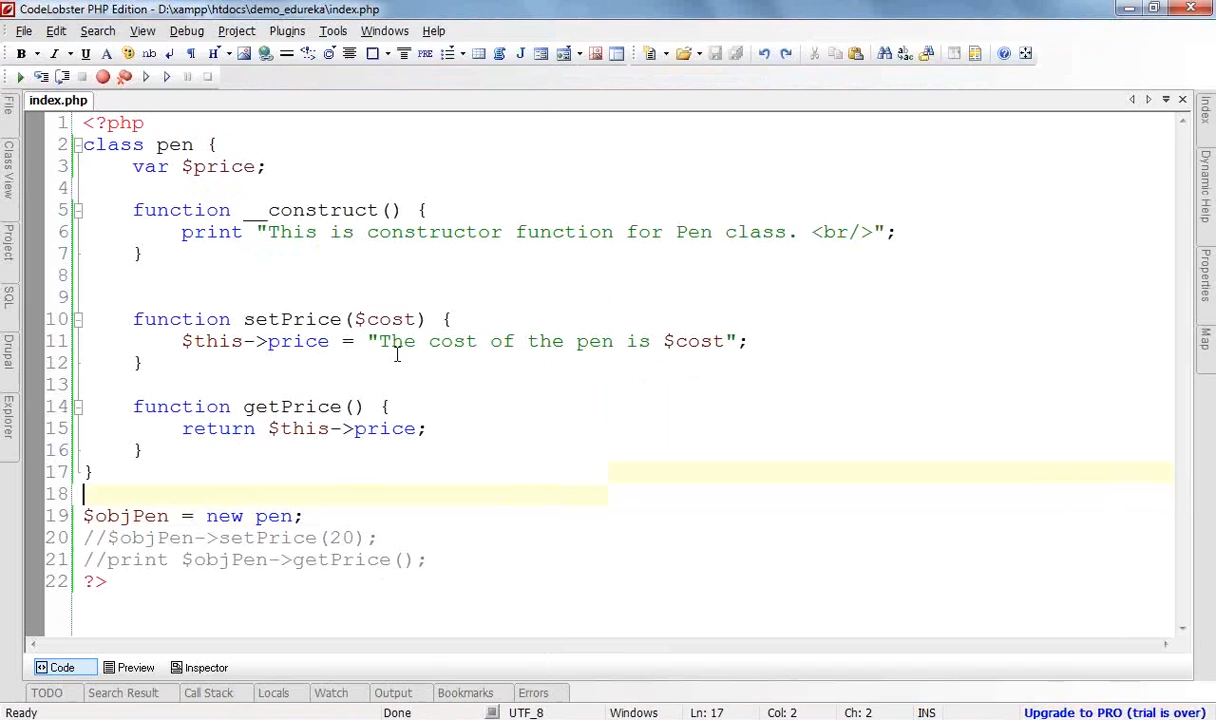 CodeLobster PHP Edition - D:\xampp\htdocs\demo_edureka\index.php
File Edit Search View Debug Project Plugins Tools Windows Help
index.php
1 <?php
2 class pen {
3 var $price;
4
5 function __construct() {
6 print "This is constructor function for Pen class. <br/>";
7 }
8
9
10 function setPrice($cost) {
11 $this->price = "The cost of the pen is $cost";
12 }
13
14 function getPrice() {
15 return $this->price;
16 }
17 }
18
19 $objPen = new pen;
20 //$objPen->setPrice(20);
21 //print $objPen->getPrice();
22 ?>
File
Class View
Project
SQL
Drupal
Explorer
Index
Dynamic Help
Properties
Map
Code Preview Inspector
TODO Search Result Call Stack Locals Watch Output Bookmarks Errors
Ready Done UTF_8 Windows Ln: 17 Col: 2 Ch: 2 INS Upgrade to PRO (trial is over)